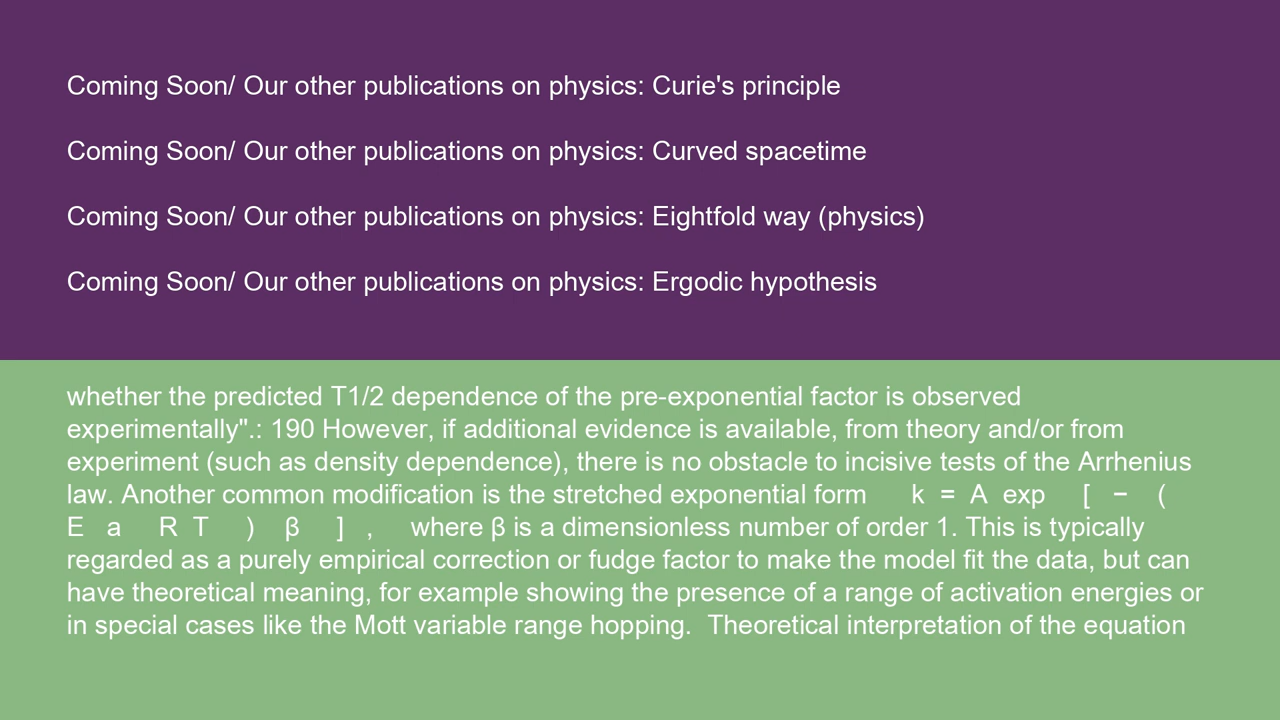 Coming Soon/ Our other publications on physics: Curie's principle
Coming Soon/ Our other publications on physics: Curved spacetime
Coming Soon/ Our other publications on physics: Eightfold way (physics)
Coming Soon/ Our other publications on physics: Ergodic hypothesis
whether the predicted T1/2 dependence of the pre-exponential factor is observed
experimentally".: 190 However, if additional evidence is available, from theory and/or from
experiment (such as density dependence), there is no obstacle to incisive tests of the Arrhenius
law. Another common modification is the stretched exponential form k = A exp [ − (
E a R T ) β ] , where β is a dimensionless number of order 1. This is typically
regarded as a purely empirical correction or fudge factor to make the model fit the data, but can
have theoretical meaning, for example showing the presence of a range of activation energies or
in special cases like the Mott variable range hopping. Theoretical interpretation of the equation